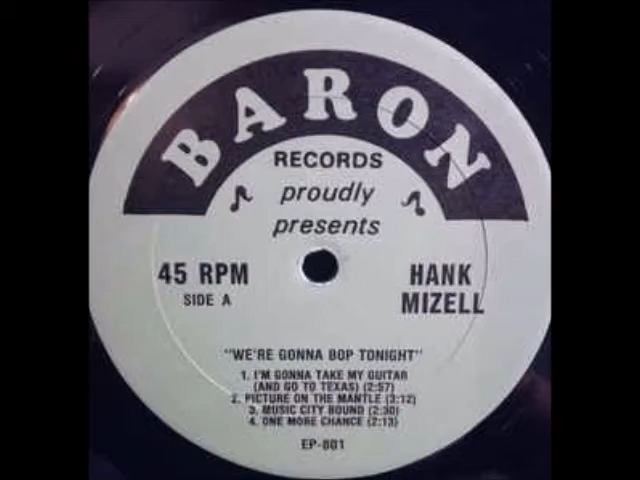 BARON
RECORDS
proudly
presents
45 RPM
SIDE A
HANK
MIZELL
"WE'RE GONNA BOP TONIGHT"
1. I'M GONNA TAKE MY GUITAR
(AND GO TO TEXAS) (2:57)
2. PICTURE ON THE MANTLE (3:12)
3. MUSIC CITY BOUND (2:30)
4. ONE MORE CHANCE (2:13)
EP-801